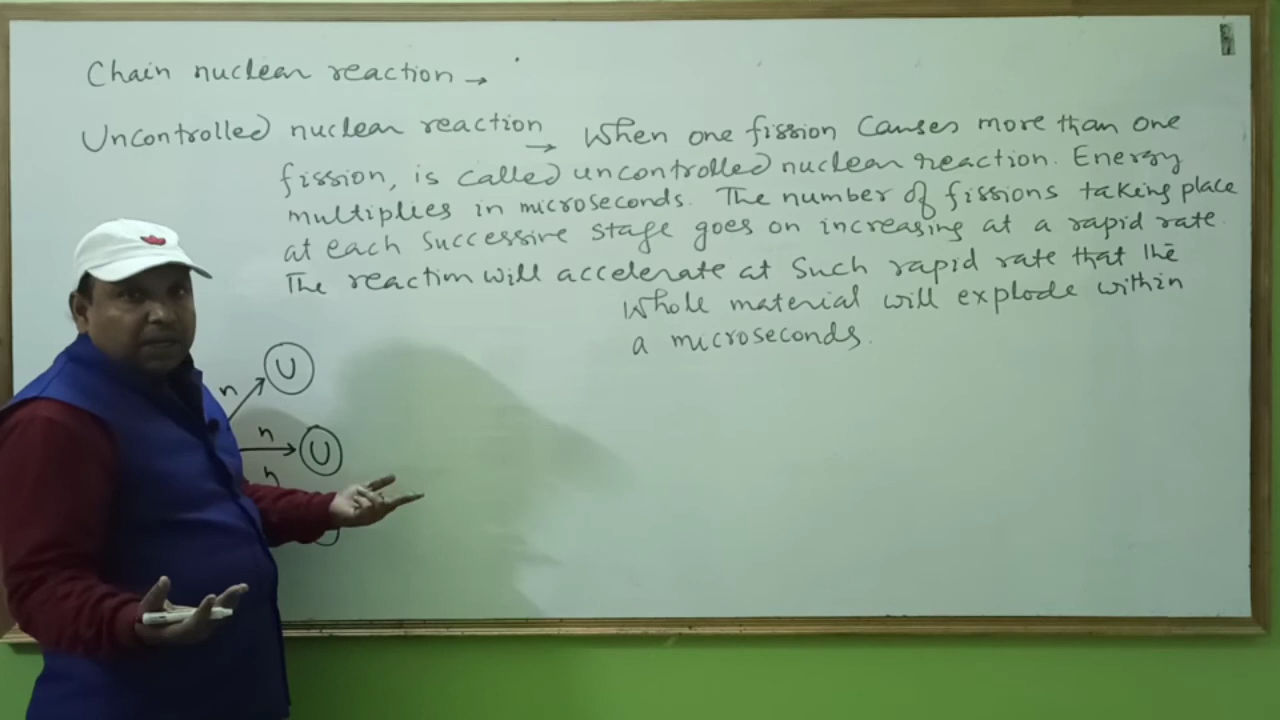 Chain nuclear reaction →
Uncontrolled nuclear reaction → When one fission causes more than one
fission, is called uncontrolled nuclear reaction. Energy
multiplies in microseconds. The number of fissions taking place
at each successive stage goes on increasing at a rapid rate.
The reaction will accelerate at such rapid rate that the
whole material will explode within
a microseconds.
n U
n U
n